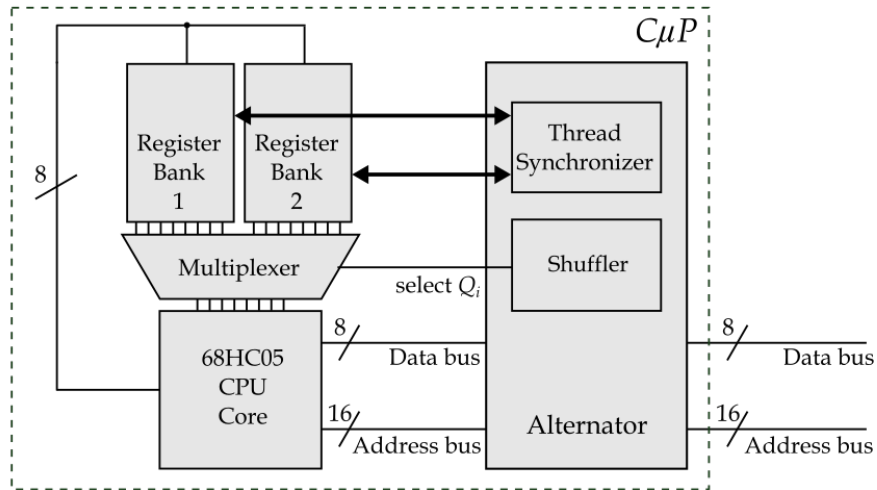 CμP
Register
Bank
1
Register
Bank
2
Thread
Synchronizer
8
Multiplexer
select Qi
Shuffler
68HC05
CPU
Core
8
Data bus
16
Address bus
Alternator
8
Data bus
16
Address bus